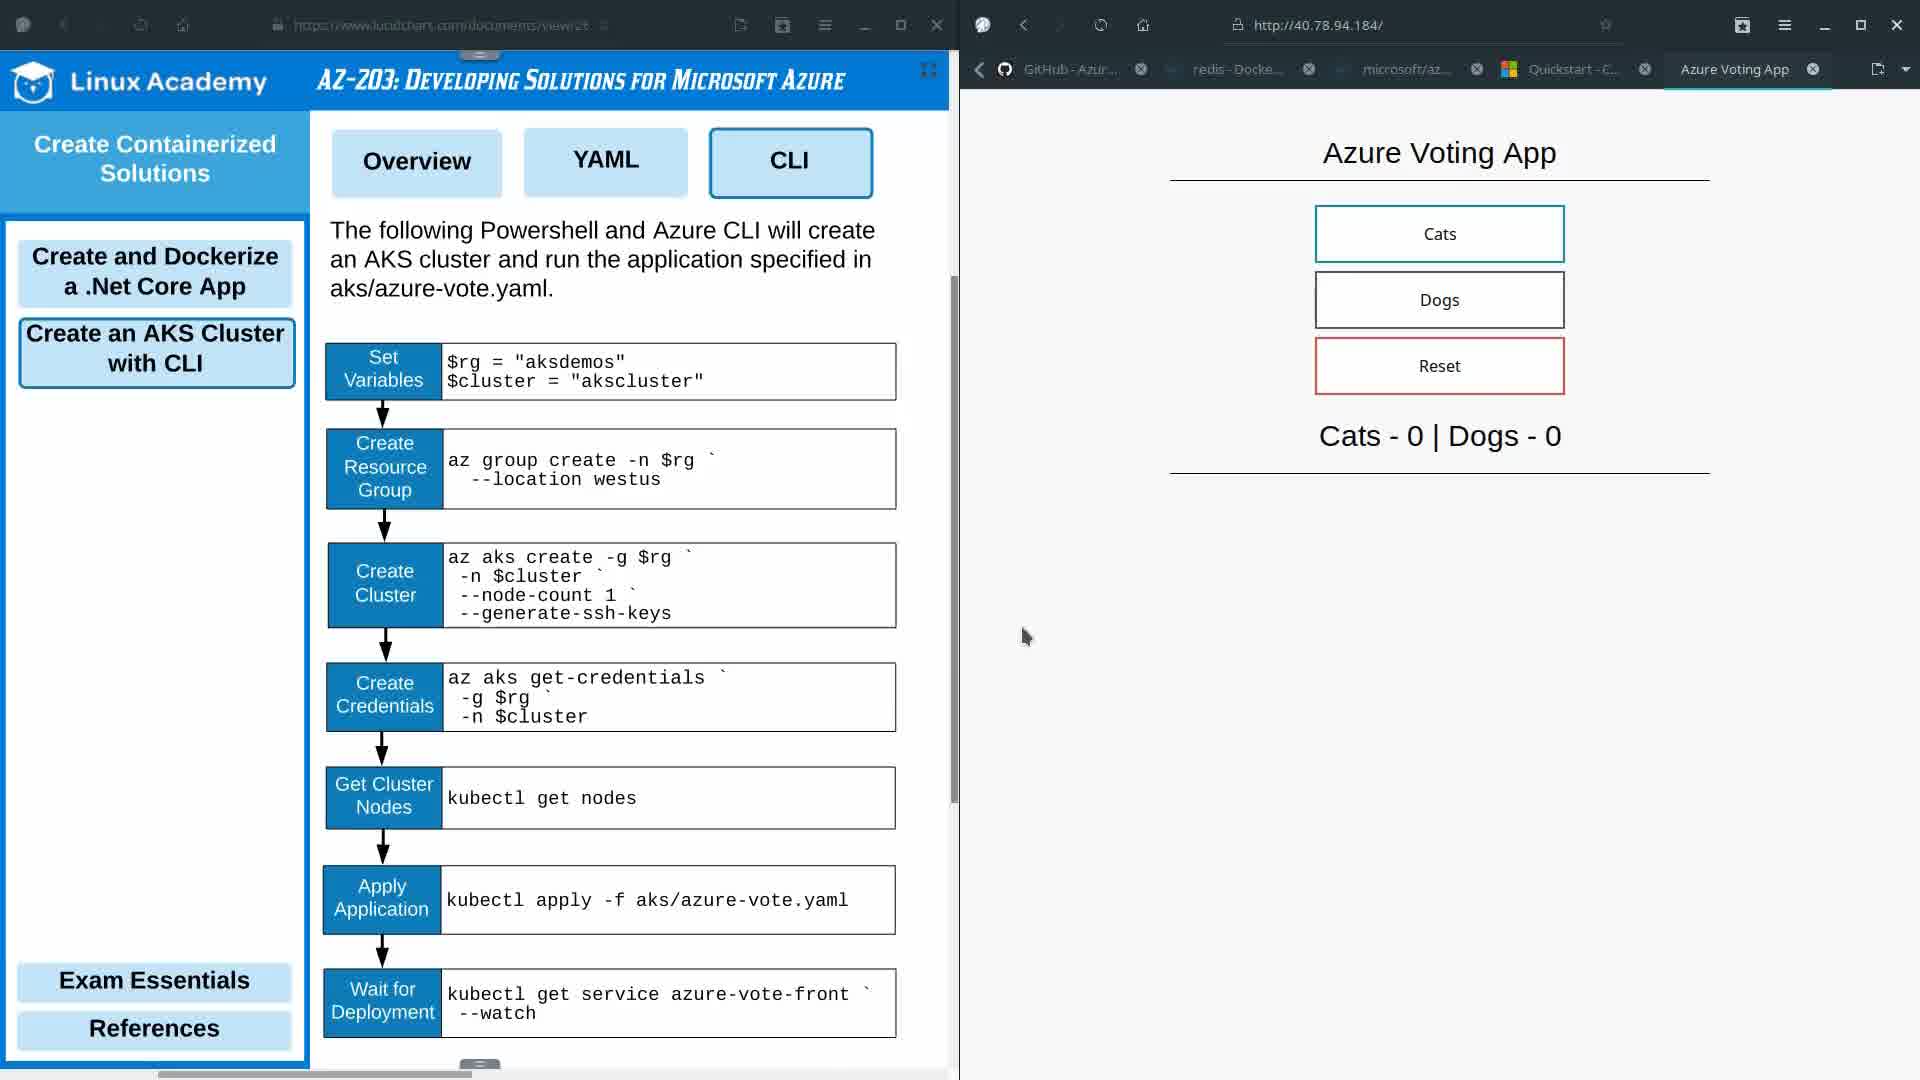 https://www.lucidchart.com/documents/view/26
http://40.78.94.184/
GitHub - Azur...
redis - Docke...
microsoft/az...
Quickstart - C...
Azure Voting App
Linux Academy
AZ-203: Developing Solutions for Microsoft Azure
Create Containerized
Solutions
Create and Dockerize
a .Net Core App
Create an AKS Cluster
with CLI
Exam Essentials
References
Overview
YAML
CLI
The following Powershell and Azure CLI will create
an AKS cluster and run the application specified in
aks/azure-vote.yaml.
Set
Variables
$rg = "aksdemos"
$cluster = "akscluster"
Create
Resource
Group
az group create -n $rg `
--location westus
Create
Cluster
az aks create -g $rg `
-n $cluster `
--node-count 1 `
--generate-ssh-keys
Create
Credentials
az aks get-credentials `
-g $rg `
-n $cluster
Get Cluster
Nodes
kubectl get nodes
Apply
Application
kubectl apply -f aks/azure-vote.yaml
Wait for
Deployment
kubectl get service azure-vote-front `
--watch
Azure Voting App
Cats
Dogs
Reset
Cats - 0 | Dogs - 0